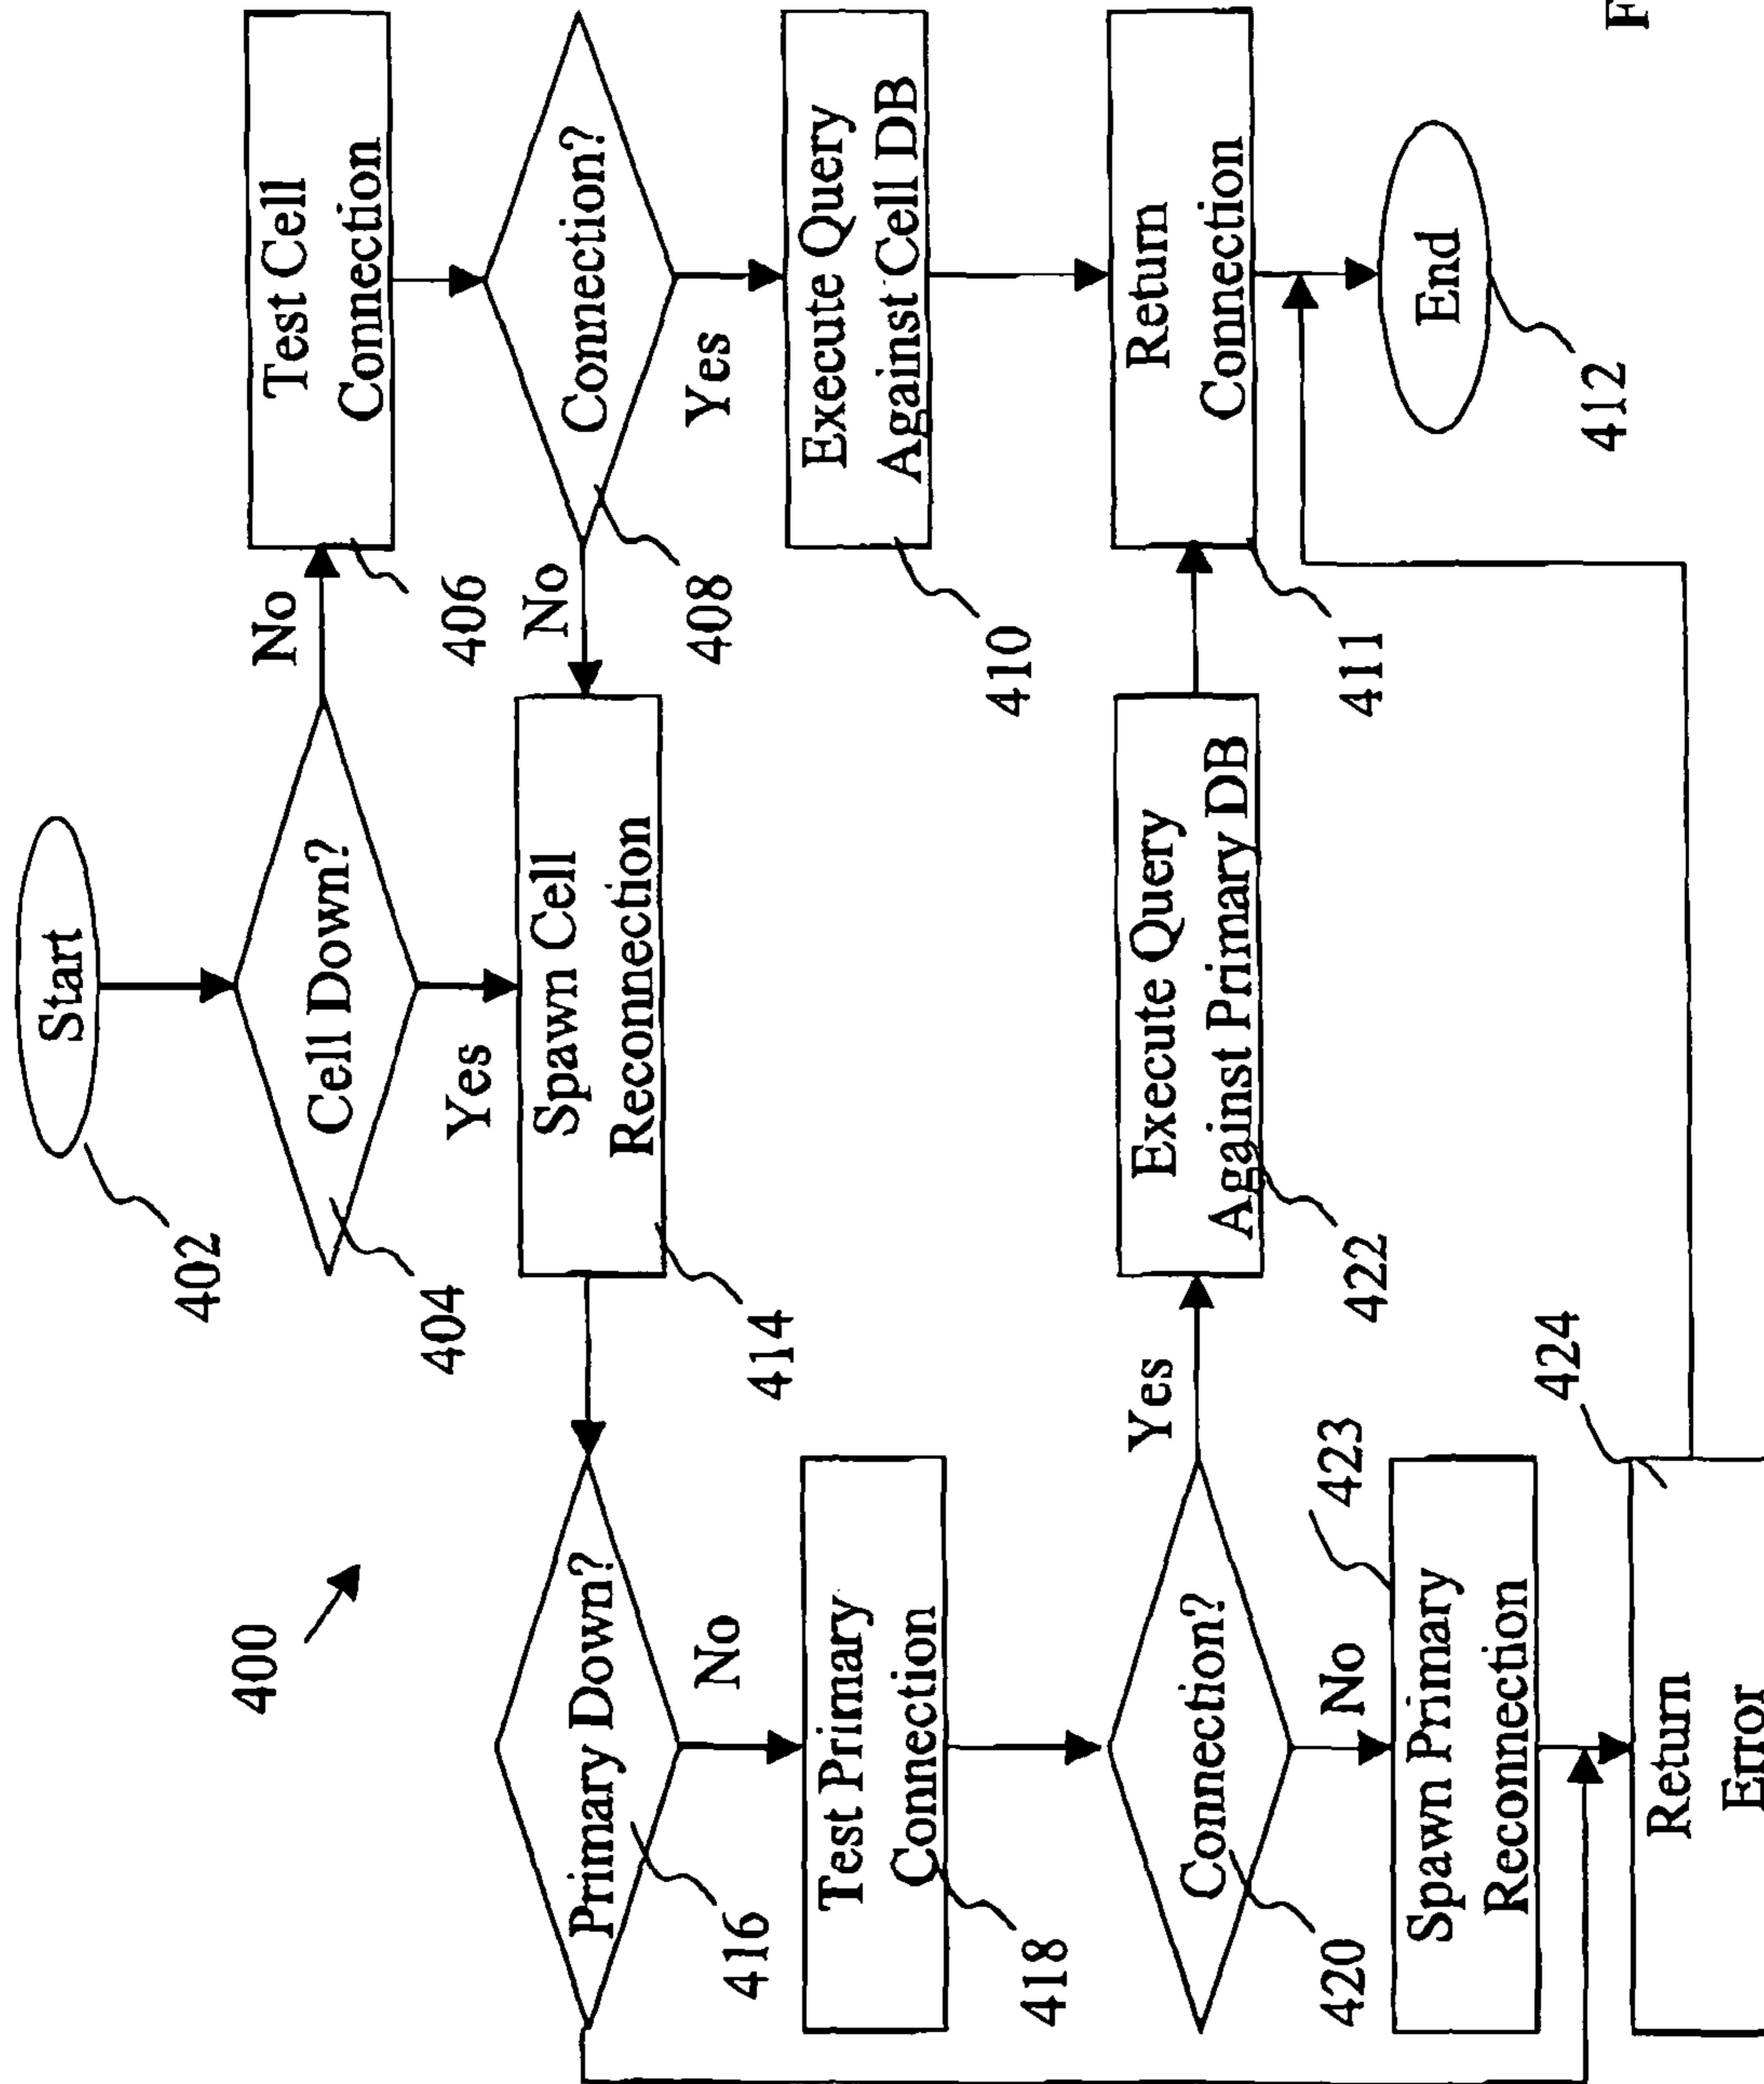 400
Start
402
Cell Down?
404
No
Yes
Test Cell
Connection
406
Connection?
408
No
Yes
Spawn Cell
Reconnection
414
Execute Query
Against Cell DB
410
Primary Down?
416
No
Test Primary
Connection
418
Connection?
420
Yes
No
Execute Query
Against Primary DB
422
Return
Connection
411
Spawn Primary
Reconnection
423
End
412
Return
Error
424